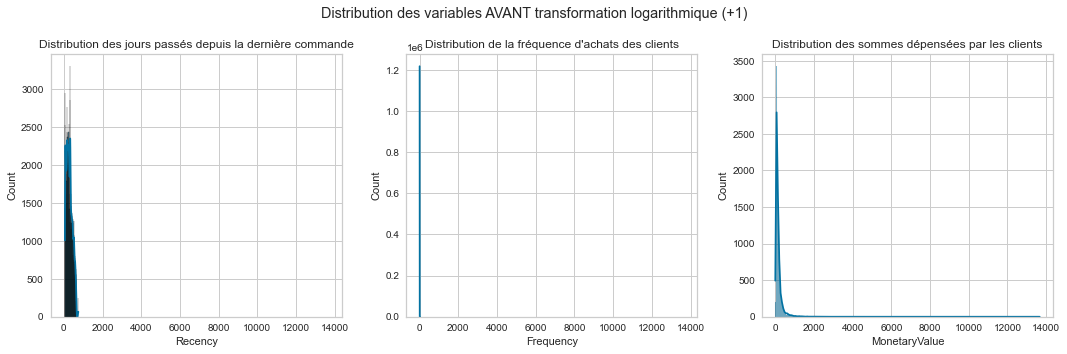 Distribution des variables AVANT transformation logarithmique (+1)
Distribution des jours passés depuis la dernière commande
3000
2500
2000
1500
1000
500
0
Count
0 2000 4000 6000 8000 10000 12000 14000
Recency
1e6
Distribution de la fréquence d'achats des clients
1.2
1.0
0.8
0.6
0.4
0.2
0.0
Count
0 2000 4000 6000 8000 10000 12000 14000
Frequency
Distribution des sommes dépensées par les clients
3500
3000
2500
2000
1500
1000
500
0
Count
0 2000 4000 6000 8000 10000 12000 14000
MonetaryValue